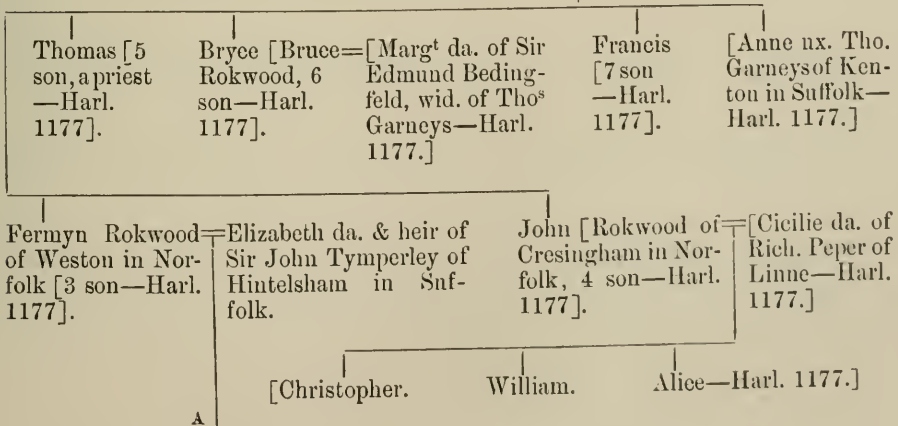 Thomas [5
son, a priest
—Harl.
1177].
Bryce [Bruce=
Rokwood, 6
son—Harl.
1177].
[Margt da. of Sir
Edmund Beding-
feld, wid. of Thos
Garneys—Harl.
1177.]
Francis
[7 son
—Harl.
1177].
[Anne ux. Tho.
Garneys of Ken-
ton in Suffolk—
Harl. 1177.]
Fermyn Rokwood=
of Weston in Nor-
folk [3 son—Harl.
1177].
Elizabeth da. & heir of
Sir John Tymperley of
Hintelsham in Suf-
folk.
John [Rokwood of=
Cresingham in Nor-
folk, 4 son—Harl.
1177].
[Cicilie da. of
Rich. Peper of
Linne—Harl.
1177.]
[Christopher.
William.
Alice—Harl. 1177.]
A